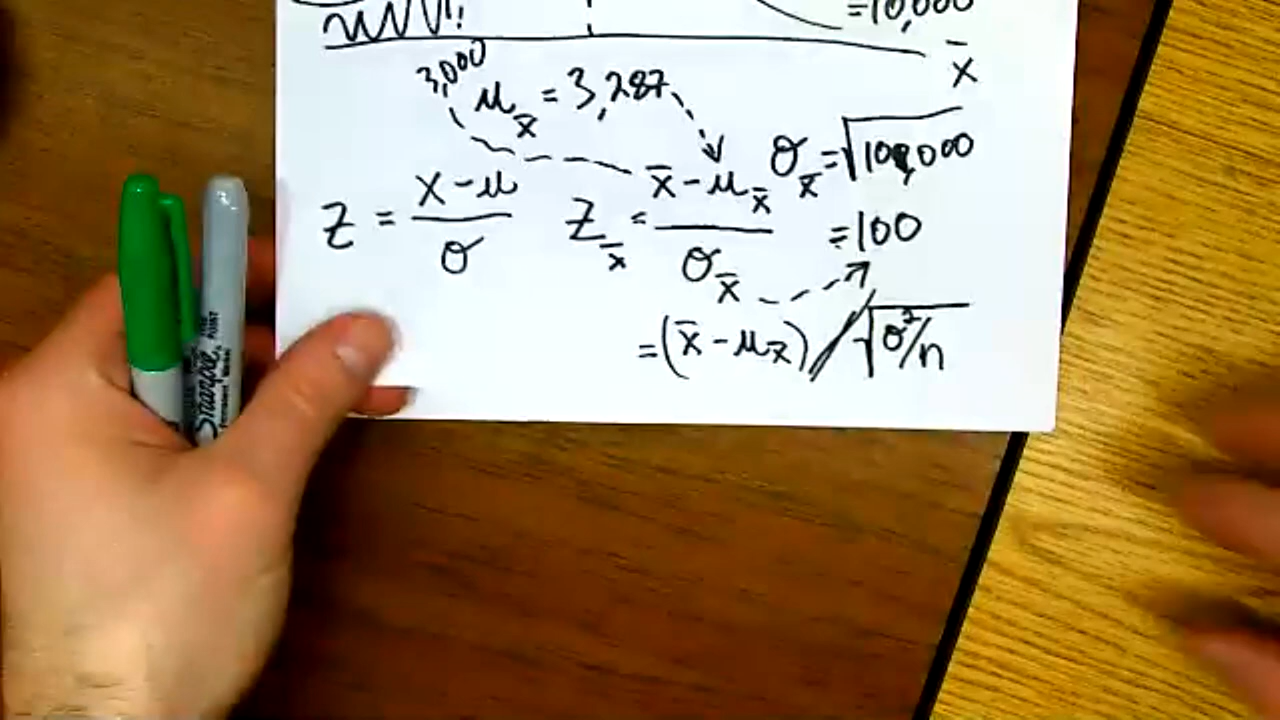 =10,000
x̄
3,000
μx̄ = 3,287
σx̄ = √10,000
Z = x-μ / σ
Zx̄ = x̄-μx̄ / σx̄
=100
=(x̄-μx̄) / √σ²/n
Sharpie